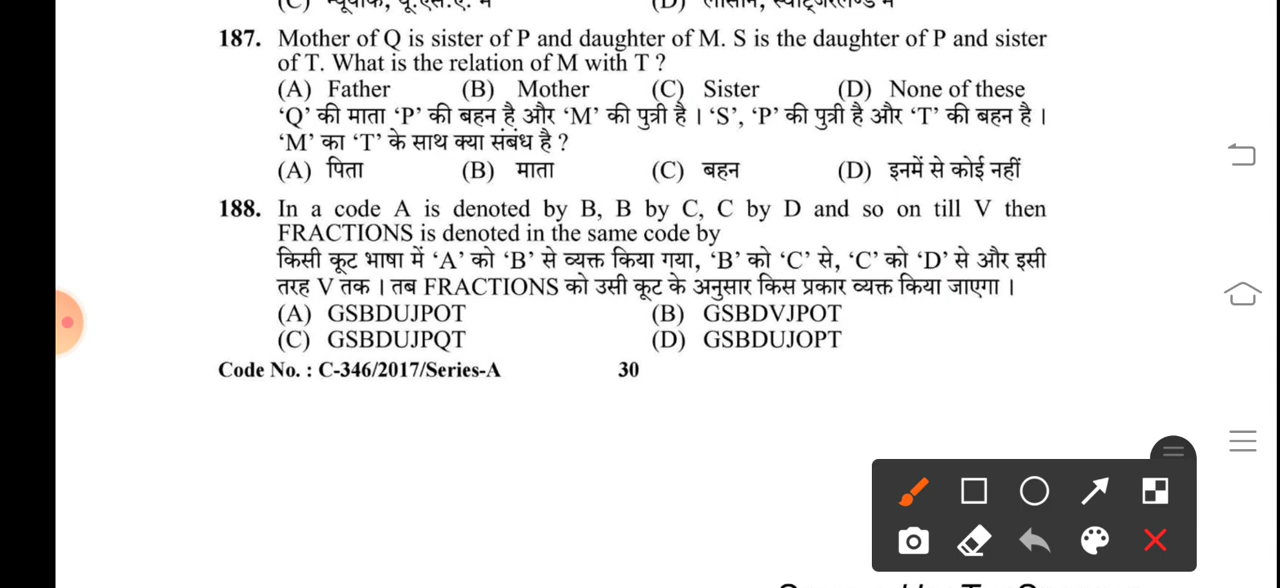 187. Mother of Q is sister of P and daughter of M. S is the daughter of P and sister
of T. What is the relation of M with T ?
(A) Father (B) Mother (C) Sister (D) None of these
‘Q’ की माता ‘P’ की बहन है और ‘M’ की पुत्री है । ‘S’, ‘P’ की पुत्री है और ‘T’ की बहन है ।
‘M’ का ‘T’ के साथ क्या संबंध है ?
(A) पिता (B) माता (C) बहन (D) इनमें से कोई नहीं
188. In a code A is denoted by B, B by C, C by D and so on till V then
FRACTIONS is denoted in the same code by
किसी कूट भाषा में ‘A’ को ‘B’ से व्यक्त किया गया, ‘B’ को ‘C’ से, ‘C’ को ‘D’ से और इसी
तरह V तक । तब FRACTIONS को उसी कूट के अनुसार किस प्रकार व्यक्त किया जाएगा ।
(A) GSBDUJPOT (B) GSBDVJPOT
(C) GSBDUJPQT (D) GSBDUJOPT
Code No. : C-346/2017/Series-A 30